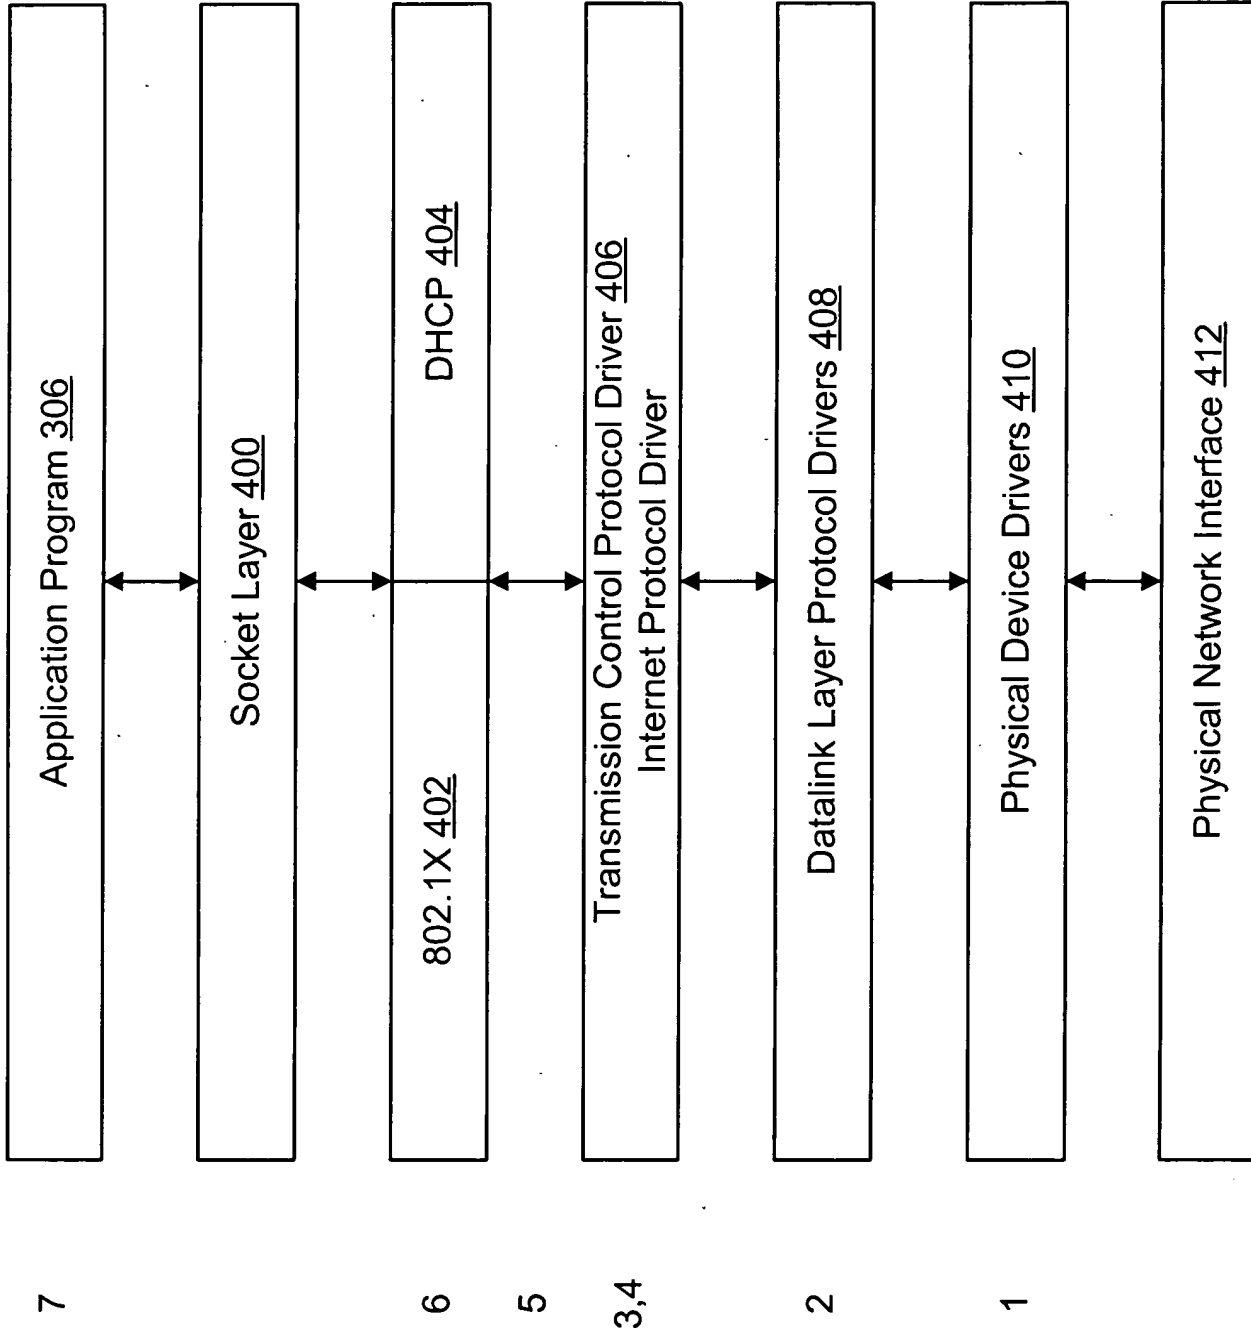 7
Application Program 306
Socket Layer 400
6
802.1X 402
DHCP 404
5
3,4
Transmission Control Protocol Driver 406
Internet Protocol Driver
2
Datalink Layer Protocol Drivers 408
1
Physical Device Drivers 410
Physical Network Interface 412